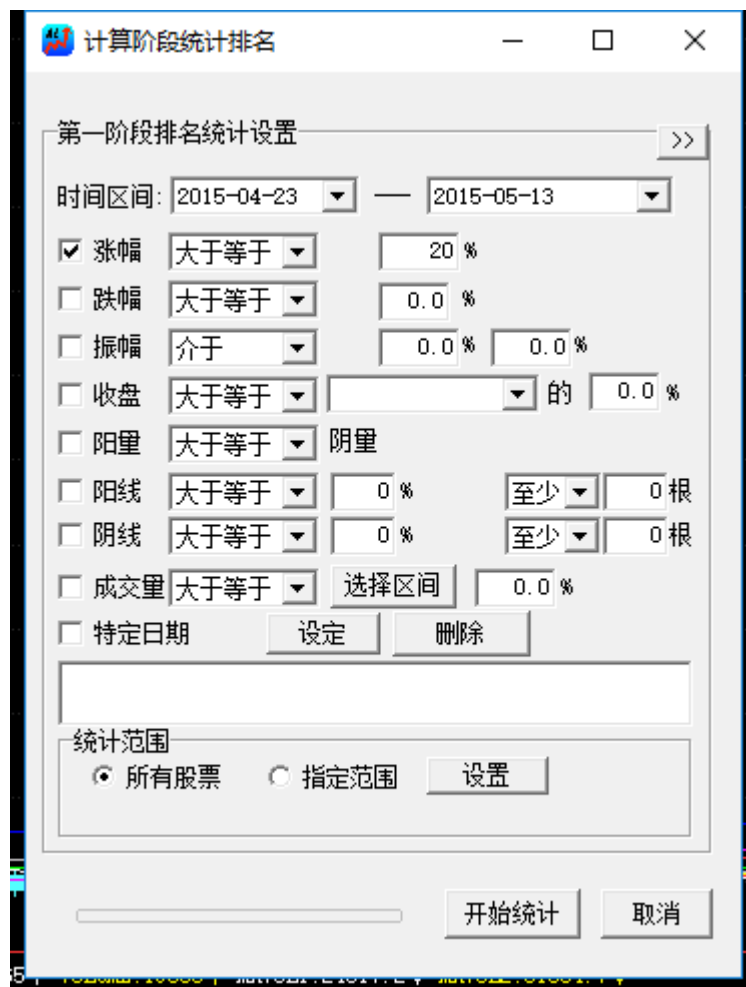 计算阶段统计排名
第一阶段排名统计设置 >>
时间区间: 2015-04-23 — 2015-05-13
涨幅 大于等于 20 %
跌幅 大于等于 0.0 %
振幅 介于 0.0 % 0.0 %
收盘 大于等于 的 0.0 %
阳量 大于等于 阴量
阳线 大于等于 0 % 至少 0 根
阴线 大于等于 0 % 至少 0 根
成交量 大于等于 选择区间 0.0 %
特定日期 设定 删除
统计范围
所有股票 指定范围 设置
开始统计 取消